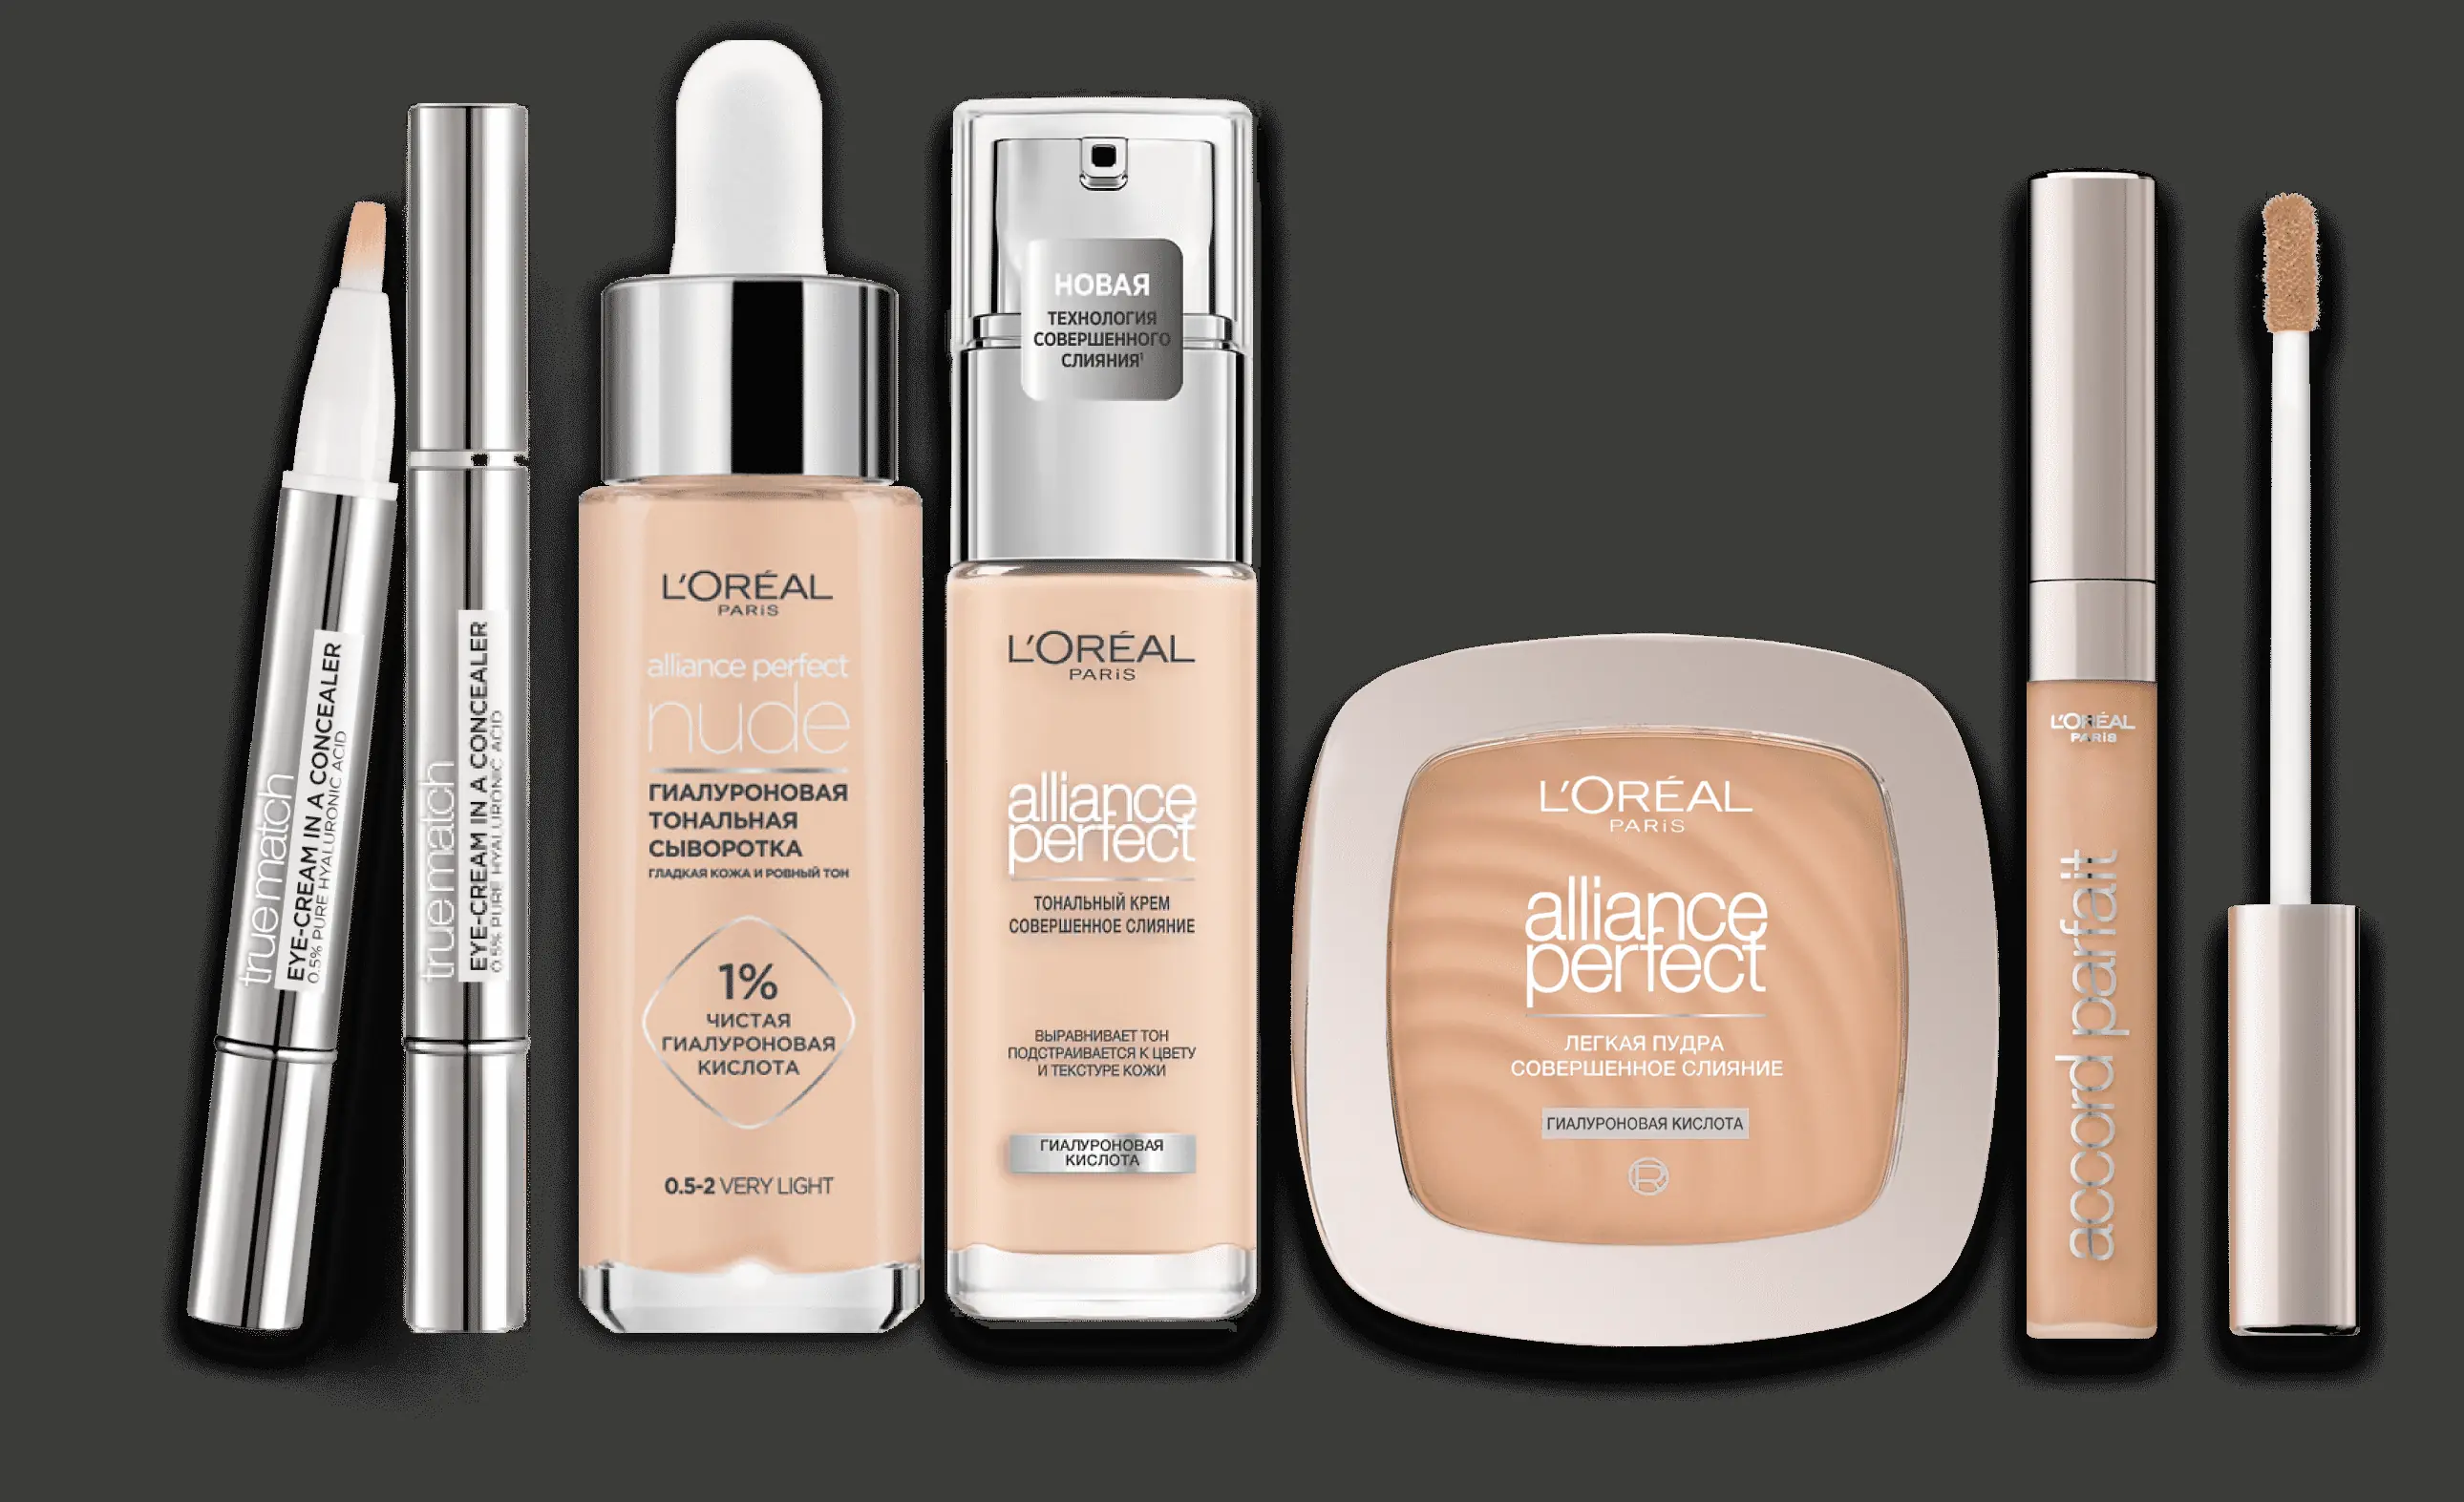 true match
EYE-CREAM IN A CONCEALER
0.5% PURE HYALURONIC ACID
true match
EYE-CREAM IN A CONCEALER
0.5% PURE HYALURONIC ACID
L'ORÉAL
PARiS
alliance perfect
nude
ГИАЛУРОНОВАЯ
ТОНАЛЬНАЯ
СЫВОРОТКА
ГЛАДКАЯ КОЖА И РОВНЫЙ ТОН
1%
ЧИСТАЯ
ГИАЛУРОНОВАЯ
КИСЛОТА
0.5-2 VERY LIGHT
НОВАЯ
ТЕХНОЛОГИЯ
СОВЕРШЕННОГО
СЛИЯНИЯ¹
L'ORÉAL
PARiS
alliance
perfect
ТОНАЛЬНЫЙ КРЕМ
СОВЕРШЕННОЕ СЛИЯНИЕ
ВЫРАВНИВАЕТ ТОН
ПОДСТРАИВАЕТСЯ К ЦВЕТУ
И ТЕКСТУРЕ КОЖИ
ГИАЛУРОНОВАЯ
КИСЛОТА
L'ORÉAL
PARiS
alliance
perfect
ЛЕГКАЯ ПУДРА
СОВЕРШЕННОЕ СЛИЯНИЕ
ГИАЛУРОНОВАЯ КИСЛОТА
L'ORÉAL
PARiS
accord parfait